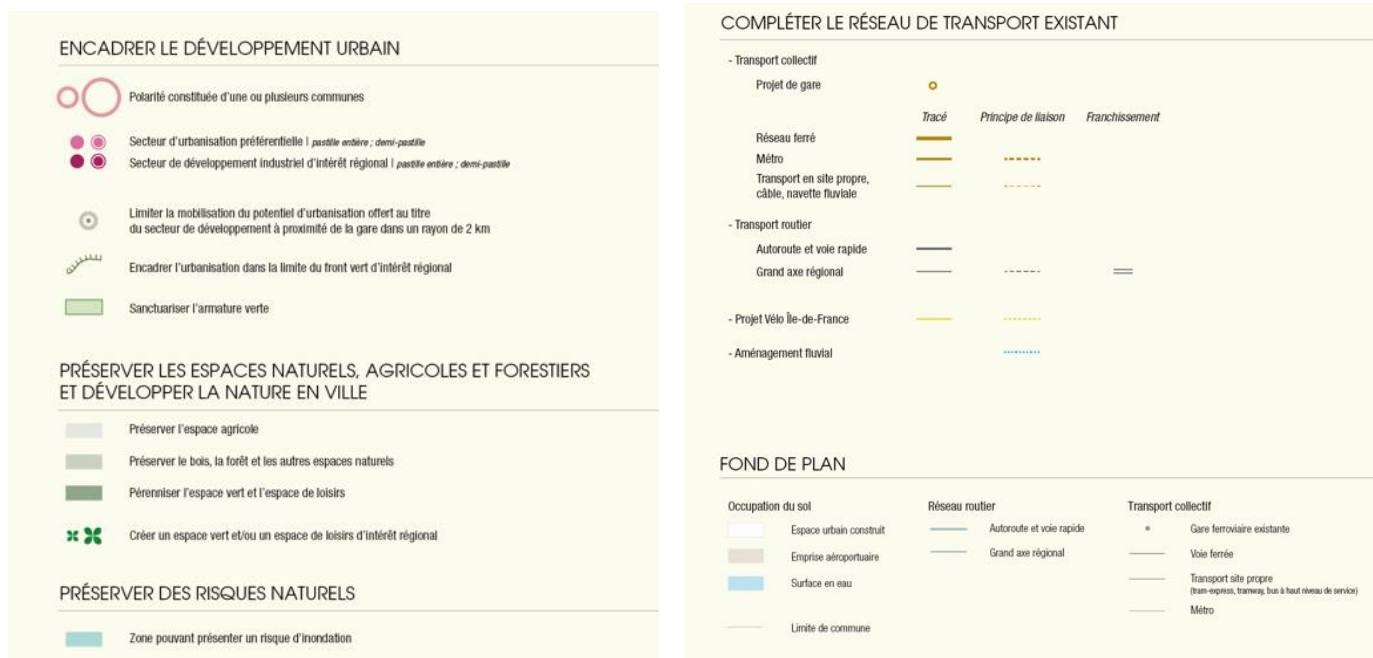 ENCADRER LE DÉVELOPPEMENT URBAIN
Polarité constituée d'une ou plusieurs communes
Secteur d'urbanisation préférentielle | pastille entière ; demi-pastille
Secteur de développement industriel d'intérêt régional | pastille entière ; demi-pastille
Limiter la mobilisation du potentiel d'urbanisation offert au titre
du secteur de développement à proximité de la gare dans un rayon de 2 km
Encadrer l'urbanisation dans la limite du front vert d'intérêt régional
Sanctuariser l'armature verte
PRÉSERVER LES ESPACES NATURELS, AGRICOLES ET FORESTIERS
ET DÉVELOPPER LA NATURE EN VILLE
Préserver l'espace agricole
Préserver le bois, la forêt et les autres espaces naturels
Pérenniser l'espace vert et l'espace de loisirs
Créer un espace vert et/ou un espace de loisirs d'intérêt régional
PRÉSERVER DES RISQUES NATURELS
Zone pouvant présenter un risque d'inondation
COMPLÉTER LE RÉSEAU DE TRANSPORT EXISTANT
- Transport collectif
Projet de gare
Tracé Principe de liaison Franchissement
Réseau ferré
Métro
Transport en site propre,
câble, navette fluviale
- Transport routier
Autoroute et voie rapide
Grand axe régional
- Projet Vélo Île-de-France
- Aménagement fluvial
FOND DE PLAN
Occupation du sol
Espace urbain construit
Emprise aéroportuaire
Surface en eau
Limite de commune
Réseau routier
Autoroute et voie rapide
Grand axe régional
Transport collectif
Gare ferroviaire existante
Voie ferrée
Transport site propre
(tram-express, tramway, bus à haut niveau de service)
Métro